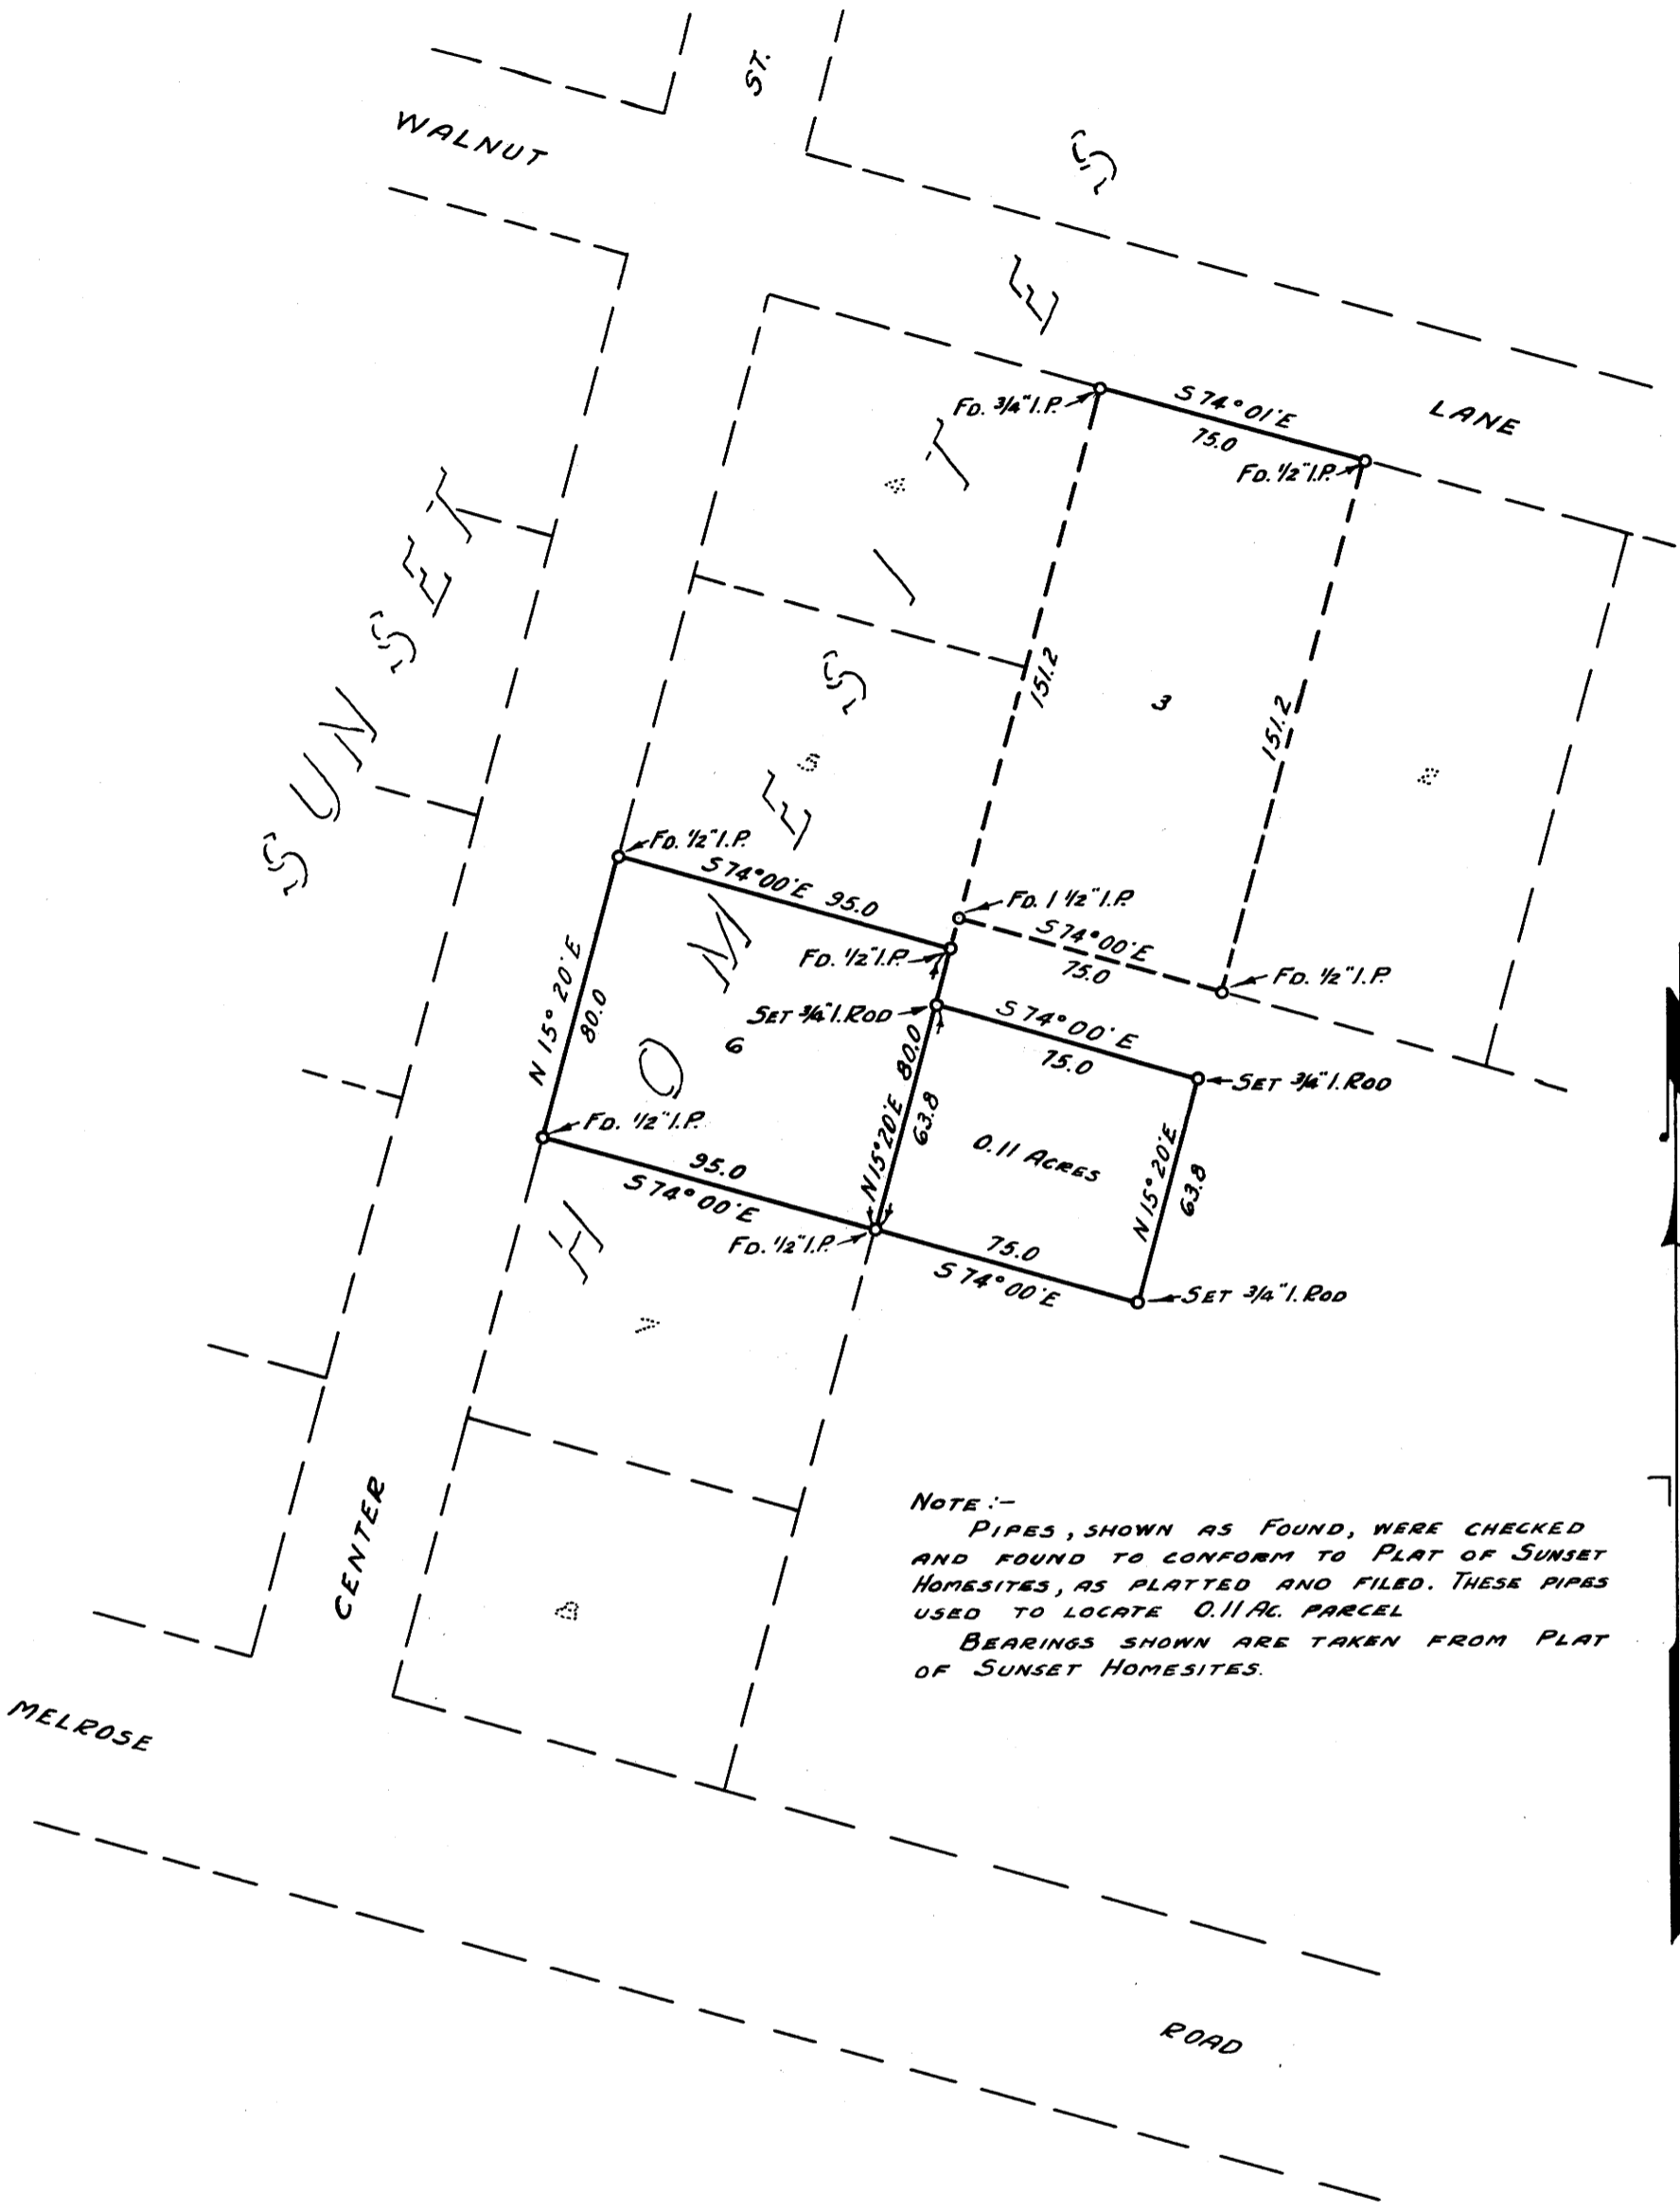 ST.
WALNUT
LANE
SUNSET
HOMESITES
FD. 3/4" I.P.
S 74° 01' E
75.0
FD. 1/2" I.P.
4
151.2
3
151.2
5
2
FD. 1/2" I.P.
S 74° 00' E 95.0
FD. 1 1/2" I.P.
S 74° 00' E
75.0
FD. 1/2" I.P.
FD. 1/2" I.P.
N 15° 20' E
80.0
6
SET 3/4" I. ROD
S 74° 00' E
75.0
SET 3/4" I. ROD
N 15° 20' E 80.0
63.8
0.11 ACRES
N 15° 20' E
63.8
FD. 1/2" I.P.
95.0
S 74° 00' E
FD. 1/2" I.P.
75.0
S 74° 00' E
SET 3/4" I. ROD
7
CENTER
8
NOTE :-
PIPES, SHOWN AS FOUND, WERE CHECKED
AND FOUND TO CONFORM TO PLAT OF SUNSET
HOMESITES, AS PLATTED AND FILED. THESE PIPES
USED TO LOCATE 0.11 AC. PARCEL
BEARINGS SHOWN ARE TAKEN FROM PLAT
OF SUNSET HOMESITES.
MELROSE
ROAD